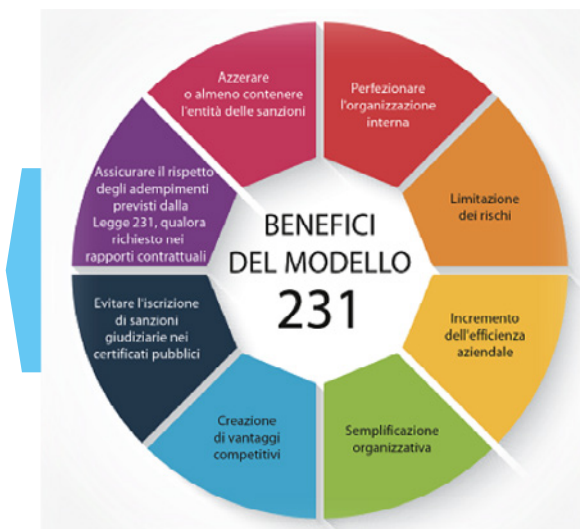 BENEFICI
DEL MODELLO
231
Perfezionare
l'organizzazione
interna
Limitazione
dei rischi
Incremento
dell'efficienza
aziendale
Semplificazione
organizzativa
Creazione
di vantaggi
competitivi
Evitare l'iscrizione
di sanzioni
giudiziarie nei
certificati pubblici
Assicurare il rispetto
degli adempimenti
previsti dalla
Legge 231, qualora
richiesto nei
rapporti contrattuali
Azzerare
o almeno contenere
l'entità delle sanzioni